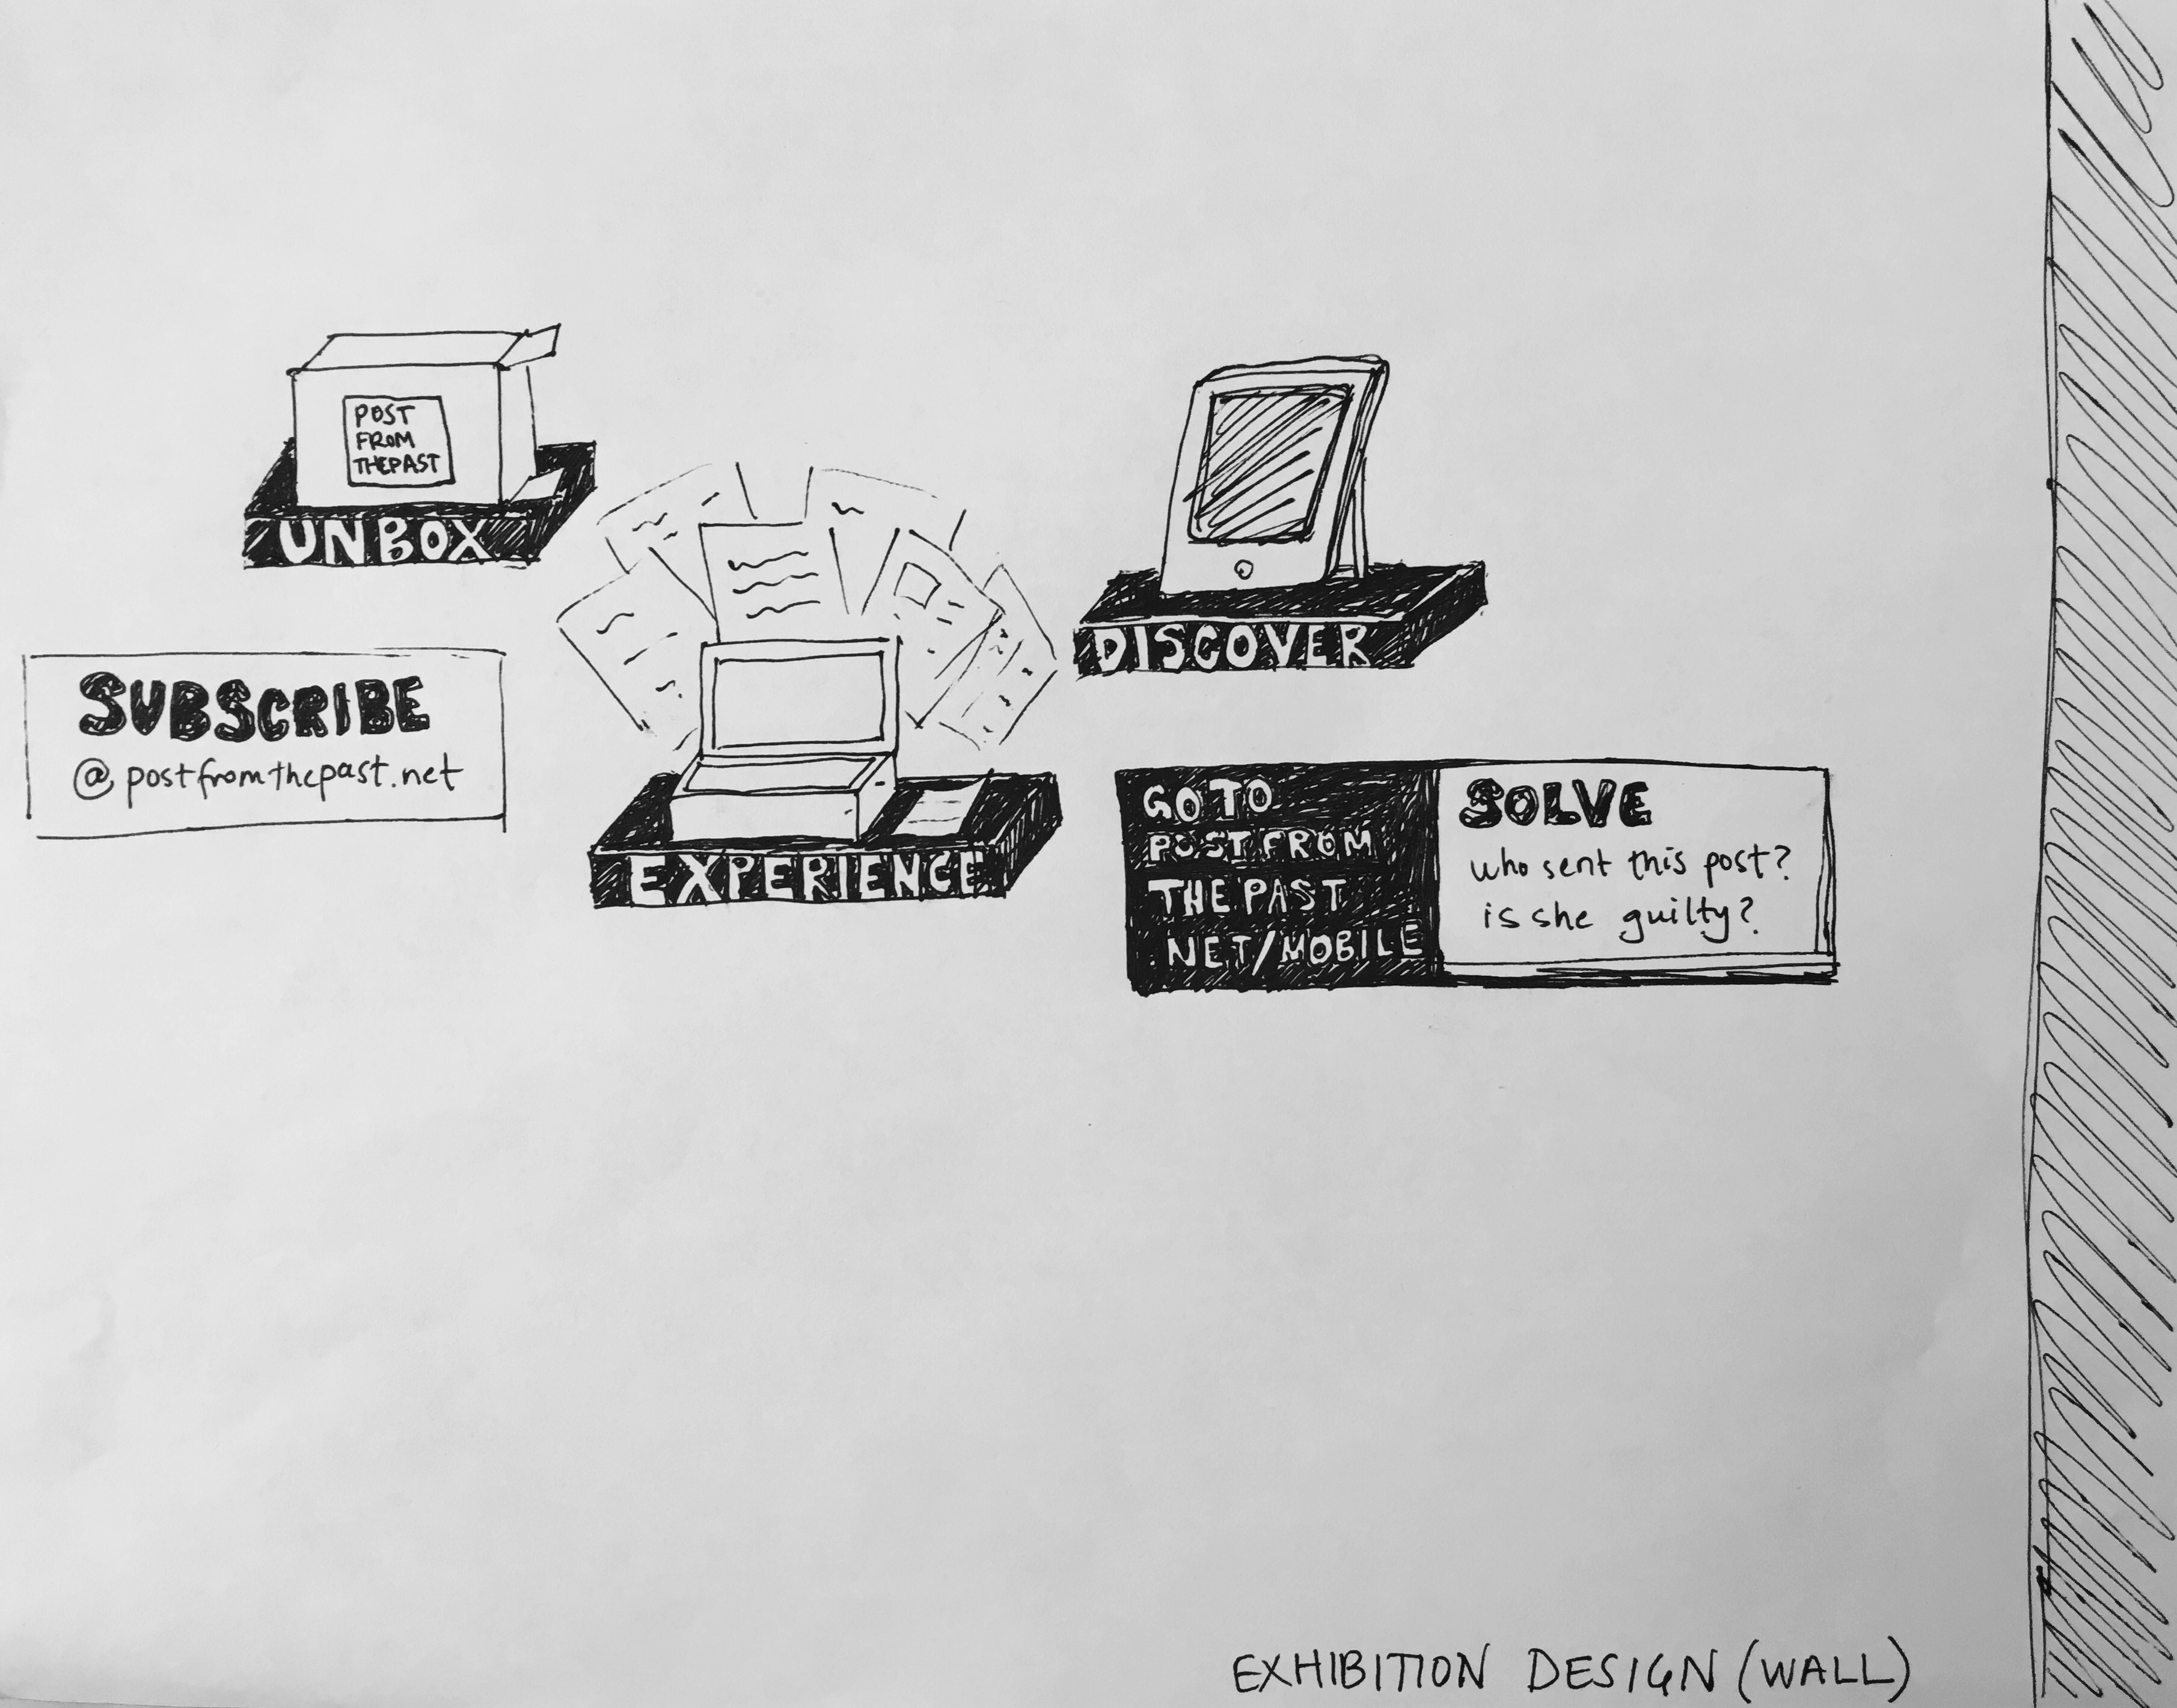 POST
FROM
THEPAST
UNBOX
SUBSCRIBE
@postfromthepast.net
EXPERIENCE
DISCOVER
GO TO
POST FROM
THE PAST
NET/MOBILE
SOLVE
who sent this post?
is she guilty?
EXHIBITION DESIGN (WALL)